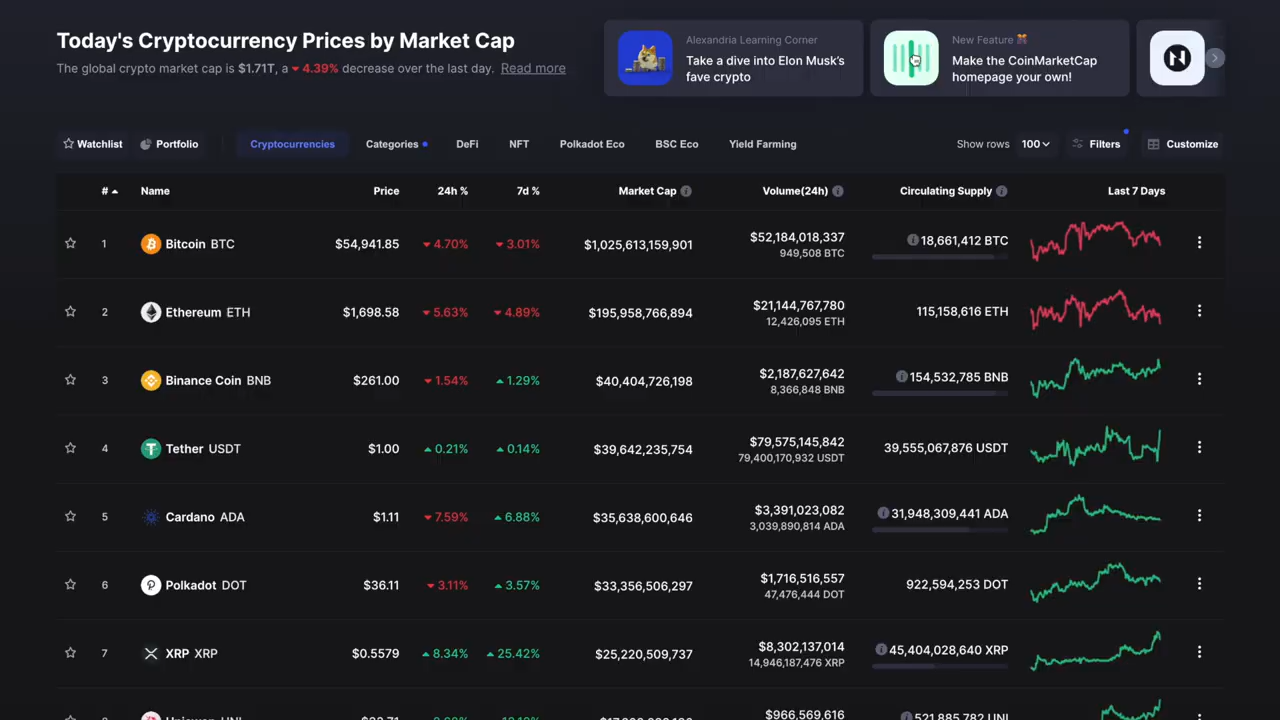 Today's Cryptocurrency Prices by Market Cap
The global crypto market cap is $1.71T, a 4.39% decrease over the last day. Read more
Alexandria Learning Corner
Take a dive into Elon Musk's
fave crypto
New Feature
Make the CoinMarketCap
homepage your own!
Watchlist Portfolio Cryptocurrencies Categories DeFi NFT Polkadot Eco BSC Eco Yield Farming Show rows 100 Filters Customize
# Name Price 24h % 7d % Market Cap Volume(24h) Circulating Supply Last 7 Days
1 Bitcoin BTC $54,941.85 4.70% 3.01% $1,025,613,159,901 $52,184,018,337 18,661,412 BTC
949,508 BTC
2 Ethereum ETH $1,698.58 5.63% 4.89% $195,958,766,894 $21,144,767,780 115,158,616 ETH
12,426,095 ETH
3 Binance Coin BNB $261.00 1.54% 1.29% $40,404,726,198 $2,187,627,642 154,532,785 BNB
8,366,848 BNB
4 Tether USDT $1.00 0.21% 0.14% $39,642,235,754 $79,575,145,842 39,555,067,876 USDT
79,400,170,932 USDT
5 Cardano ADA $1.11 7.59% 6.88% $35,638,600,646 $3,391,023,082 31,948,309,441 ADA
3,039,890,814 ADA
6 Polkadot DOT $36.11 3.11% 3.57% $33,356,506,297 $1,716,516,557 922,594,253 DOT
47,476,444 DOT
7 XRP XRP $0.5579 8.34% 25.42% $25,220,509,737 $8,302,137,014 45,404,028,640 XRP
14,946,187,476 XRP
$966,569,616 521,885,782 UNI